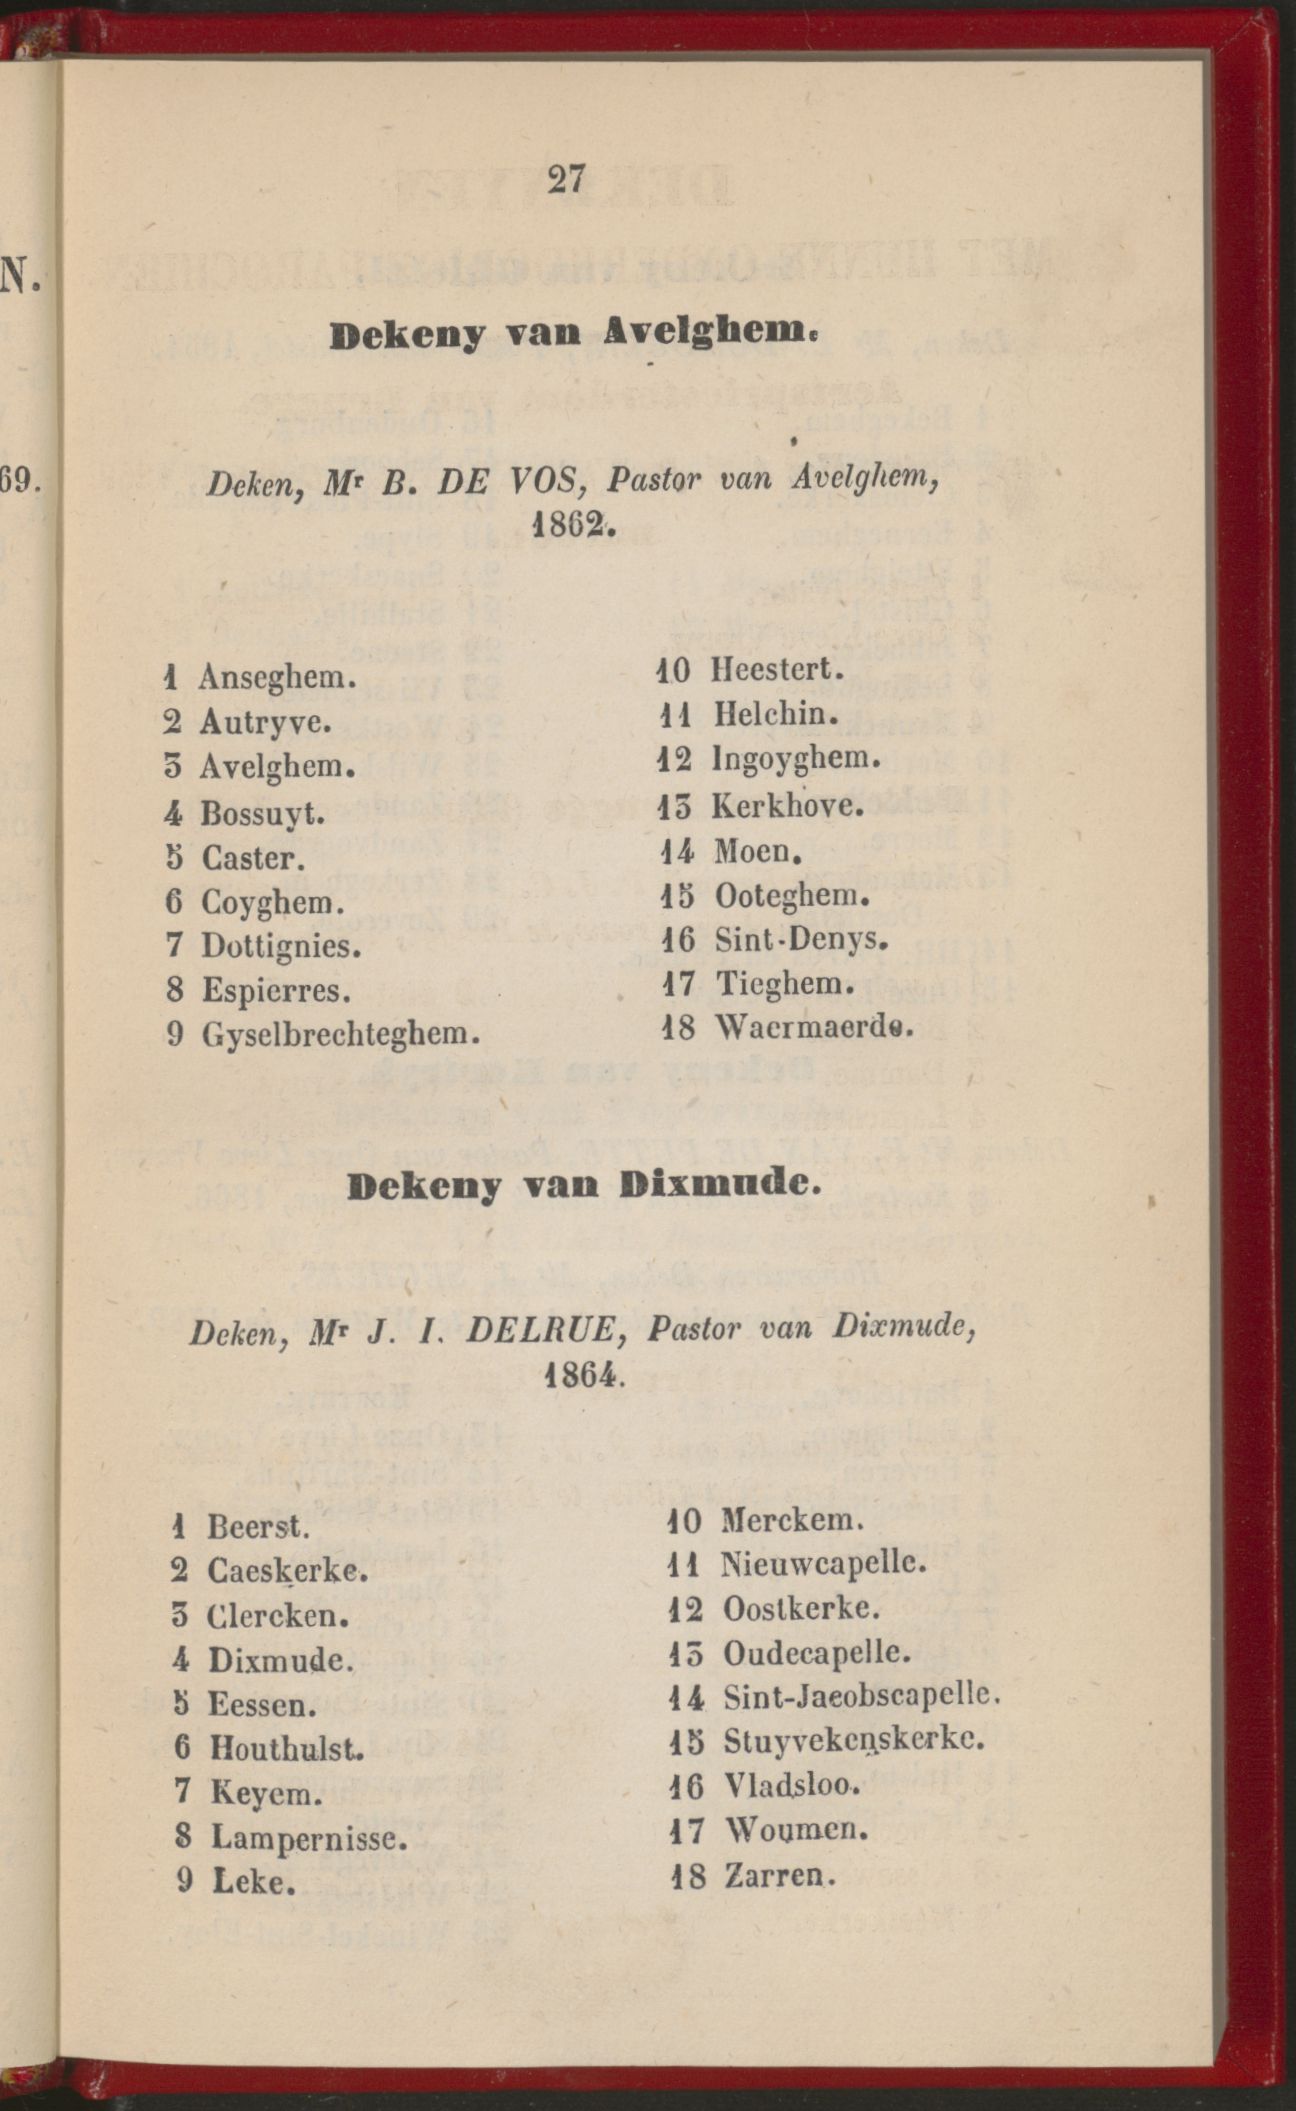 27
Dekeny van Avelghem.
Deken, Mr B. DE VOS, Pastor van Avelghem,
1862.
1 Anseghem.
2 Autryve.
3 Avelghem.
4 Bossuyt.
5 Caster.
6 Coyghem.
7 Dottignies.
8 Espierres.
9 Gyselbrechteghem.
10 Heestert.
11 Helchin.
12 Ingoyghem.
13 Kerkhove.
14 Moen.
15 Ooteghem.
16 Sint-Denys.
17 Tieghem.
18 Waermaerde.
Dekeny van Dixmude.
Deken, Mr J. I. DELRUE, Pastor van Dixmude,
1864.
1 Beerst.
2 Caeskerke.
3 Clercken.
4 Dixmude.
5 Eessen.
6 Houthulst.
7 Keyem.
8 Lampernisse.
9 Leke.
10 Merckem.
11 Nieuwcapelle.
12 Oostkerke.
13 Oudecapelle.
14 Sint-Jacobscapelle.
15 Stuyvekenskerke.
16 Vladsloo.
17 Woumen.
18 Zarren.
N.
69.